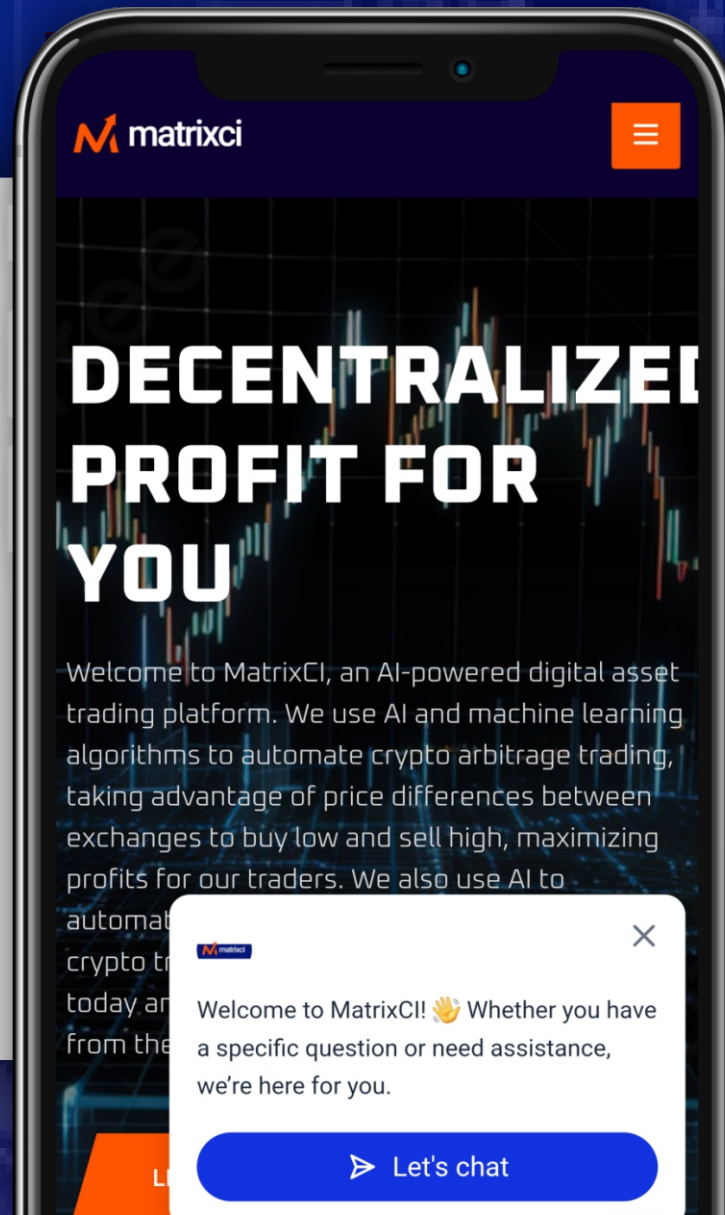 matrixci
DECENTRALIZE
PROFIT FOR
YOU
Welcome to MatrixCI, an AI-powered digital asset
trading platform. We use AI and machine learning
algorithms to automate crypto arbitrage trading,
taking advantage of price differences between
exchanges to buy low and sell high, maximizing
profits for our traders. We also use AI to
automat
crypto tr
today an
from the
matrixci
Welcome to MatrixCI! 👋 Whether you have
a specific question or need assistance,
we're here for you.
Let's chat